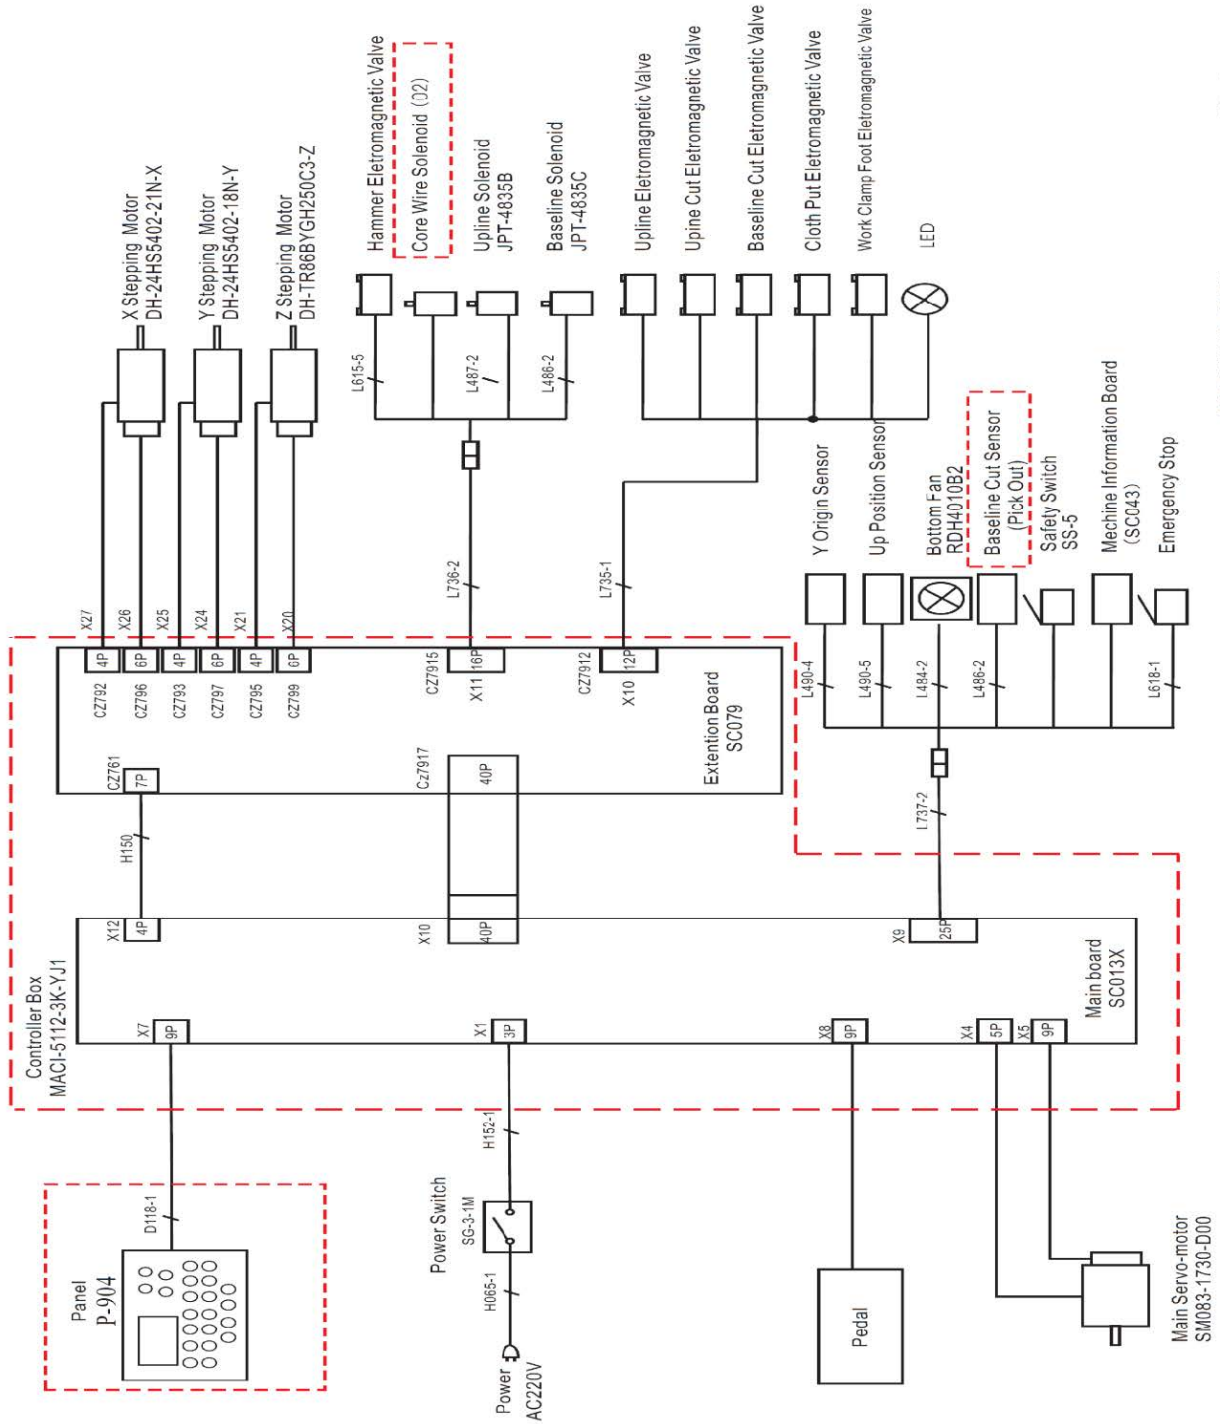 X Stepping Motor
DH-24HS5402-21N-X
Y Stepping Motor
DH-24HS5402-18N-Y
Z Stepping Motor
DH-TR86BYGH250C3-Z
Hammer Eletromagnetic Valve
Core Wire Solenoid (02)
Upline Solenoid
JPT-4835B
Baseline Solenoid
JPT-4835C
Upline Eletromagnetic Valve
Upine Cut Eletromagnetic Valve
Baseline Cut Eletromagnetic Valve
Cloth Put Eletromagnetic Valve
Work Clamp Foot Eletromagnetic Valve
LED
L615-5
L487-2
L486-2
Y Origin Sensor
Up Position Sensor
Bottom Fan
RDH4010B2
Baseline Cut Sensor
(Pick Out)
Safety Switch
SS-5
Mechine Information Board
(SC043)
Emergency Stop
X27
X26
X25
X24
X21
X20
L736-2
L735-1
L490-4
L490-5
L484-2
L486-2
L618-1
4P
6P
4P
6P
4P
6P
16P
12P
CZ792
CZ796
CZ793
CZ797
CZ795
CZ799
CZ7915
X11
CZ7912
X10
CZ761
7P
Cz7917
40P
Extention Board
SC079
H150
L737-2
X12
4P
X10
40P
X9
25P
Controller Box
MACI-5112-3K-YJ1
Main board
SC013X
X7
9P
X1
3P
X8
9P
X4
5P
X5
9P
D118-1
H152-1
Panel
P-904
Power Switch
SG-3-1M
H065-1
Power
AC220V
Pedal
Main Servo-motor
SM083-1730-D00